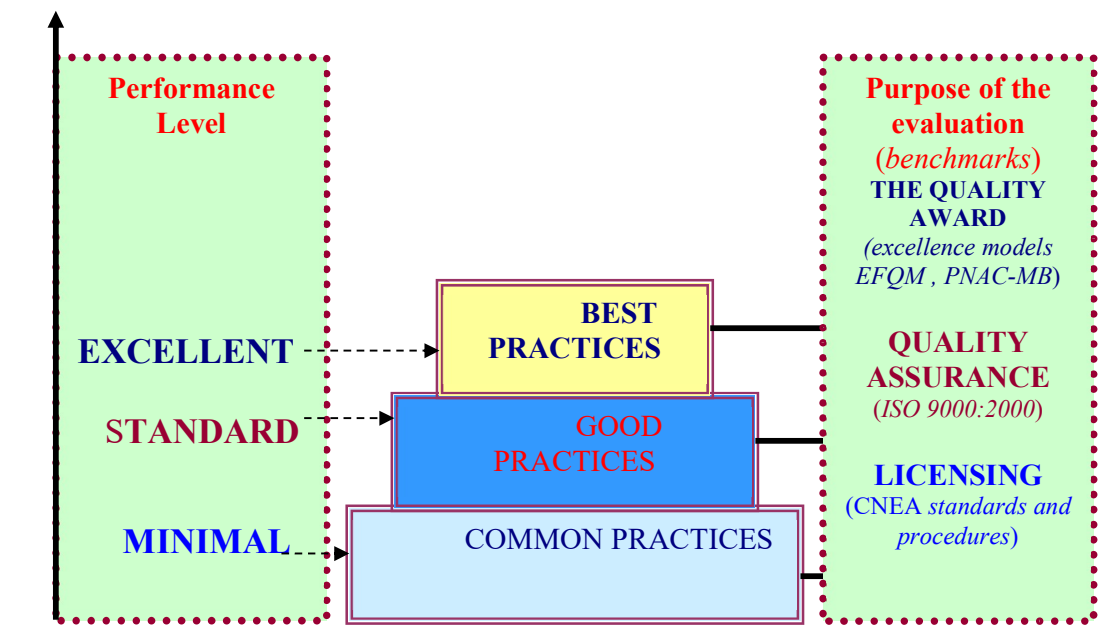 Performance
Level
EXCELLENT
STANDARD
MINIMAL
BEST
PRACTICES
GOOD
PRACTICES
COMMON PRACTICES
Purpose of the
evaluation
(benchmarks)
THE QUALITY
AWARD
(excellence models
EFQM , PNAC-MB)
QUALITY
ASSURANCE
(ISO 9000:2000)
LICENSING
(CNEA standards and
procedures)